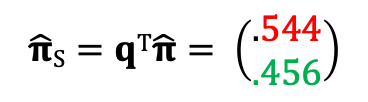 π̂S = qTπ̂ = (.544
.456)